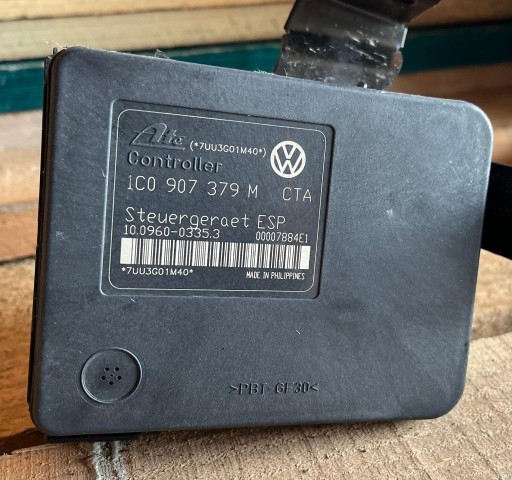 Ate (*7UU3G01M40*)
Controller
1C0 907 379 M CTA
Steuergeraet ESP
10.0960-0335.3 00007884E1
*7UU3G01M40* MADE IN PHILIPPINES
>PBT-GF30<